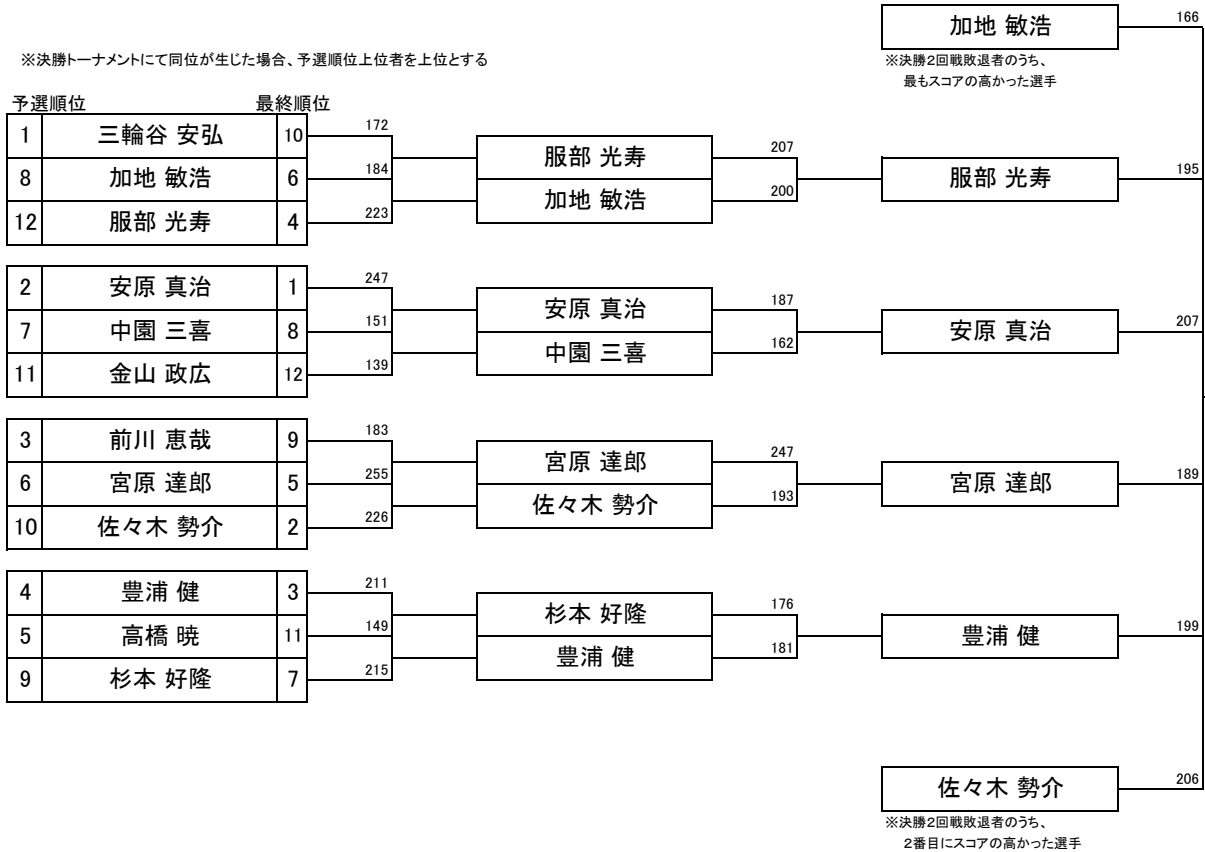 加地 敏浩 166
※決勝トーナメントにて同位が生じた場合、予選順位上位者を上位とする
※決勝2回戦敗退者のうち、
最もスコアの高かった選手
予選順位 最終順位
1 三輪谷 安弘 10 172
8 加地 敏浩 6 184
12 服部 光寿 4 223
服部 光寿 207
加地 敏浩 200
服部 光寿 195
2 安原 真治 1 247
7 中園 三喜 8 151
11 金山 政広 12 139
安原 真治 187
中園 三喜 162
安原 真治 207
3 前川 恵哉 9 183
6 宮原 達郎 5 255
10 佐々木 勢介 2 226
宮原 達郎 247
佐々木 勢介 193
宮原 達郎 189
4 豊浦 健 3 211
5 高橋 暁 11 149
9 杉本 好隆 7 215
杉本 好隆 176
豊浦 健 181
豊浦 健 199
佐々木 勢介 206
※決勝2回戦敗退者のうち、
2番目にスコアの高かった選手